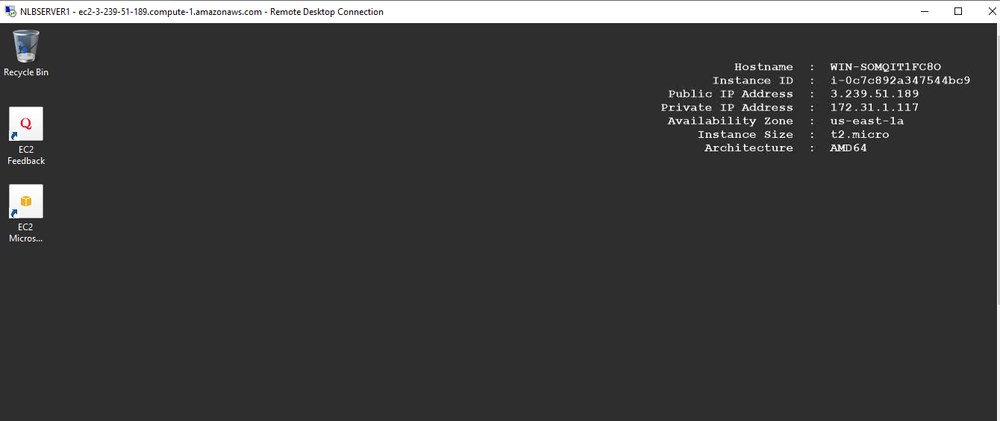 NLBSERVER1 - ec2-3-239-51-189.compute-1.amazonaws.com - Remote Desktop Connection
Recycle Bin
EC2
Feedback
EC2
Micros...
Hostname : WIN-SOMQIT1FC8O
Instance ID : i-0c7c892a347544bc9
Public IP Address : 3.239.51.189
Private IP Address : 172.31.1.117
Availability Zone : us-east-1a
Instance Size : t2.micro
Architecture : AMD64